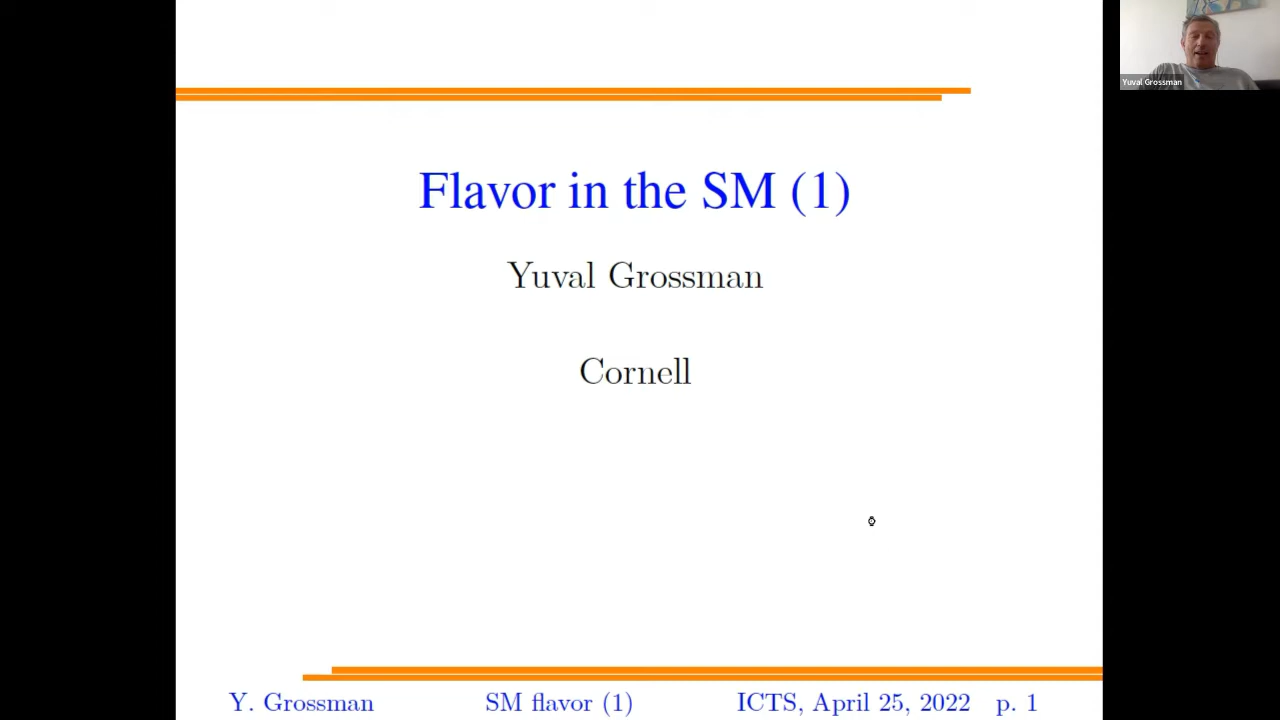 Yuval Grossman
Flavor in the SM (1)
Yuval Grossman
Cornell
Y. Grossman SM flavor (1) ICTS, April 25, 2022 p. 1